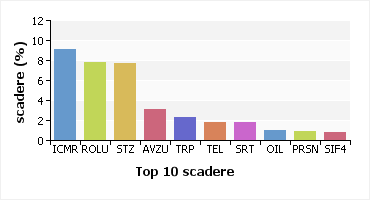 12
10
8
6
4
2
0
scadere (%)
ICMR ROLU STZ AVZU TRP TEL SRT OIL PRSN SIF4
Top 10 scadere